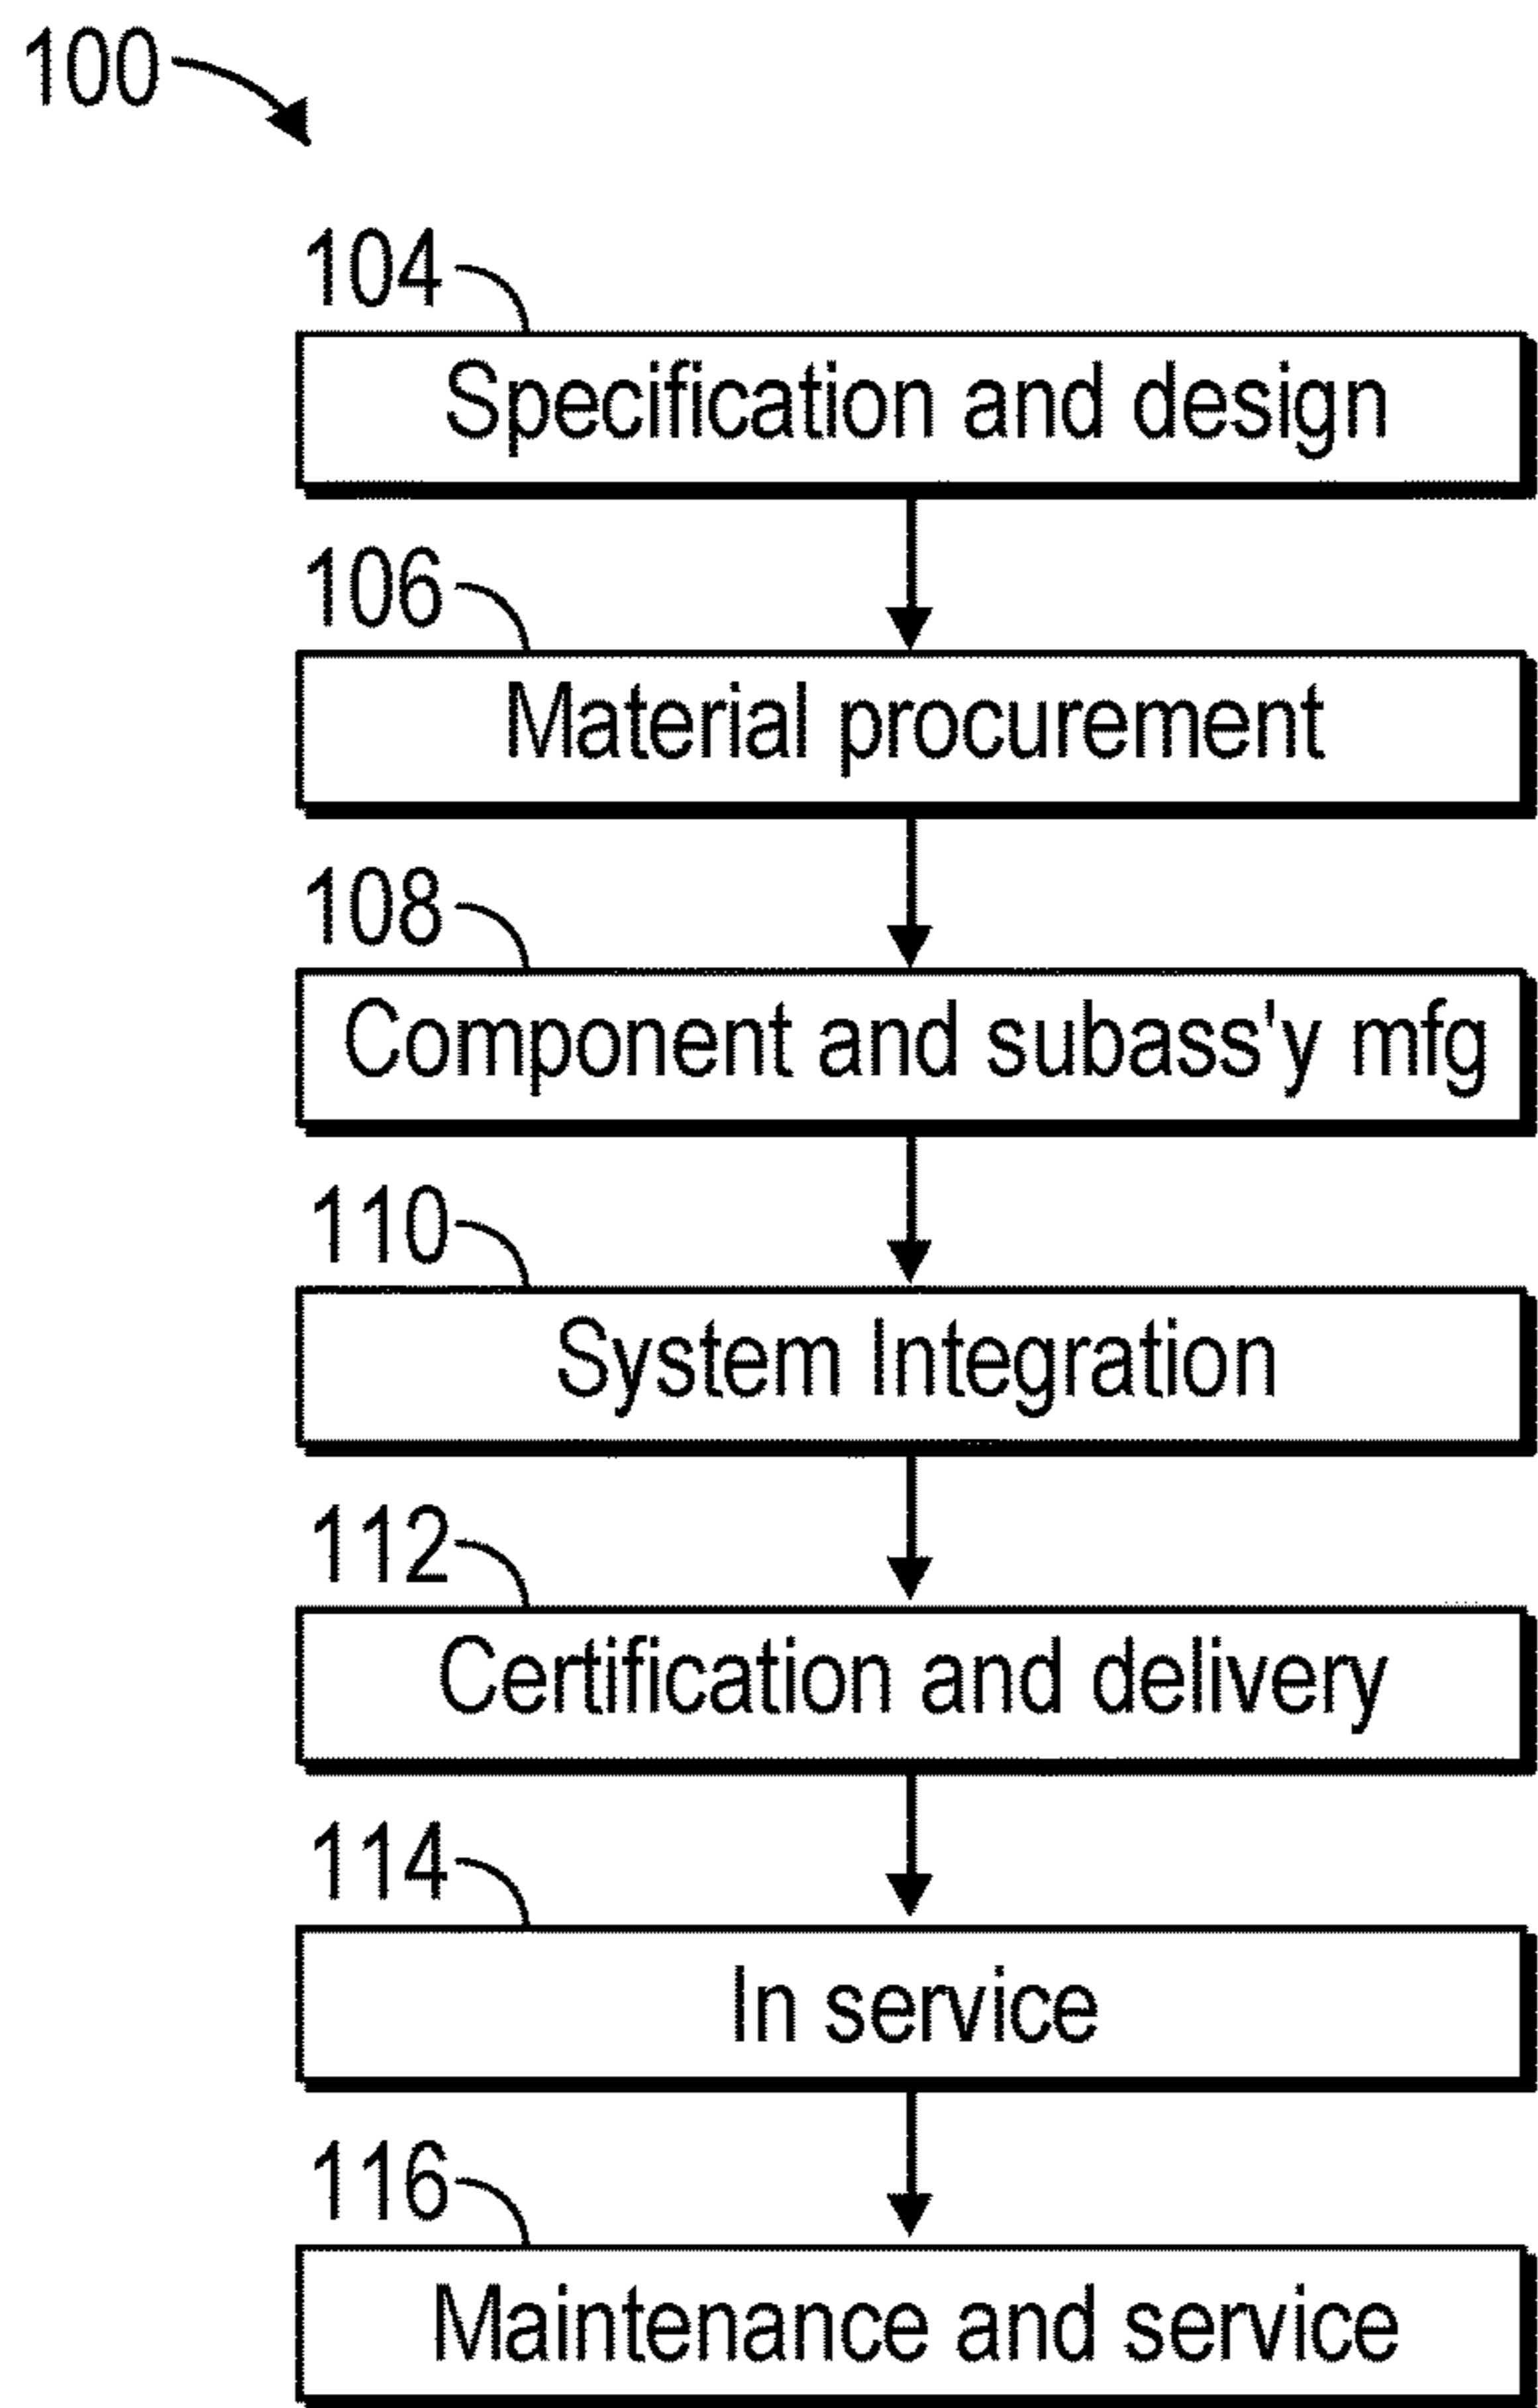 100
104
Specification and design
106
Material procurement
108
Component and subass'y mfg
110
System Integration
112
Certification and delivery
114
In service
116
Maintenance and service